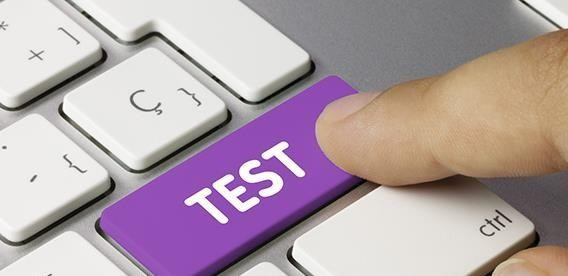 + ]
Ç }
- _
TEST
ctrl